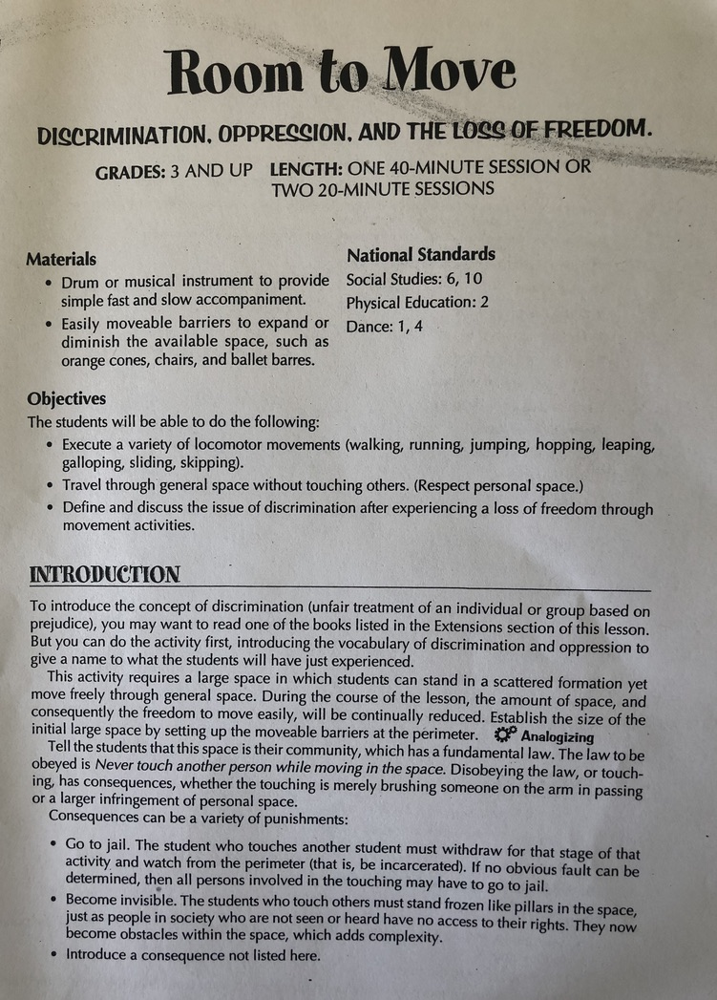 Room to Move
DISCRIMINATION, OPPRESSION, AND THE LOSS OF FREEDOM.
GRADES: 3 AND UP LENGTH: ONE 40-MINUTE SESSION OR
TWO 20-MINUTE SESSIONS
Materials
• Drum or musical instrument to provide
simple fast and slow accompaniment.
• Easily moveable barriers to expand or
diminish the available space, such as
orange cones, chairs, and ballet barres.
National Standards
Social Studies: 6, 10
Physical Education: 2
Dance: 1, 4
Objectives
The students will be able to do the following:
• Execute a variety of locomotor movements (walking, running, jumping, hopping, leaping,
galloping, sliding, skipping).
• Travel through general space without touching others. (Respect personal space.)
• Define and discuss the issue of discrimination after experiencing a loss of freedom through
movement activities.
INTRODUCTION
To introduce the concept of discrimination (unfair treatment of an individual or group based on
prejudice), you may want to read one of the books listed in the Extensions section of this lesson.
But you can do the activity first, introducing the vocabulary of discrimination and oppression to
give a name to what the students will have just experienced.
This activity requires a large space in which students can stand in a scattered formation yet
move freely through general space. During the course of the lesson, the amount of space, and
consequently the freedom to move easily, will be continually reduced. Establish the size of the
initial large space by setting up the moveable barriers at the perimeter. Analogizing
Tell the students that this space is their community, which has a fundamental law. The law to be
obeyed is Never touch another person while moving in the space. Disobeying the law, or touch-
ing, has consequences, whether the touching is merely brushing someone on the arm in passing
or a larger infringement of personal space.
Consequences can be a variety of punishments:
• Go to jail. The student who touches another student must withdraw for that stage of that
activity and watch from the perimeter (that is, be incarcerated). If no obvious fault can be
determined, then all persons involved in the touching may have to go to jail.
• Become invisible. The students who touch others must stand frozen like pillars in the space,
just as people in society who are not seen or heard have no access to their rights. They now
become obstacles within the space, which adds complexity.
• Introduce a consequence not listed here.